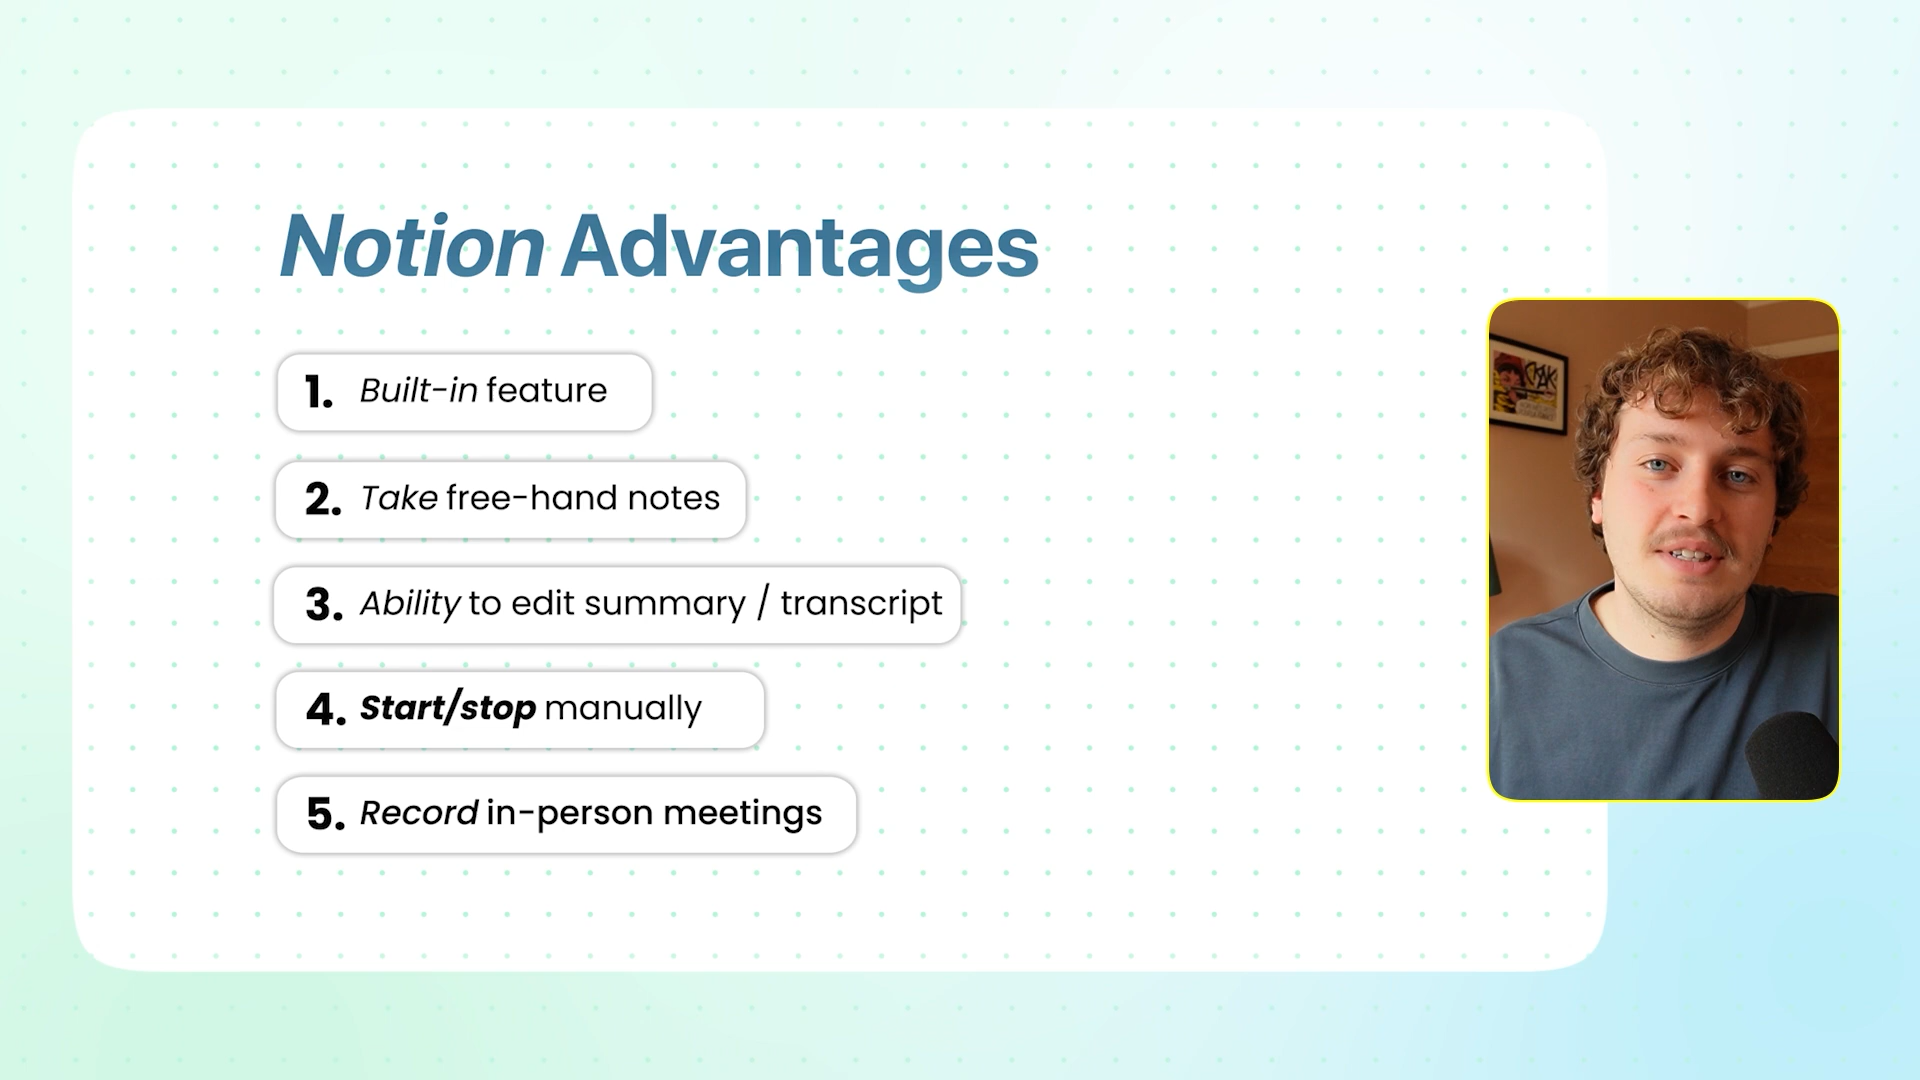 Notion Advantages
1. Built-in feature
2. Take free-hand notes
3. Ability to edit summary / transcript
4. Start/stop manually
5. Record in-person meetings